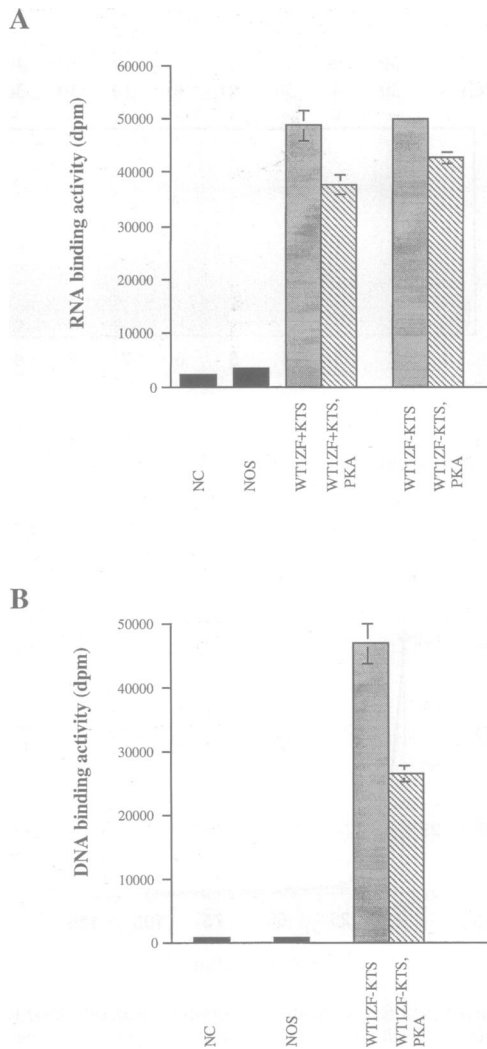 A
RNA binding activity (dpm)
60000
50000
40000
30000
20000
10000
0
NC
NOS
WT1ZF+KTS
WT1ZF+KTS,
PKA
WT1ZF-KTS
WT1ZF-KTS,
PKA
B
DNA binding activity (dpm)
50000
40000
30000
20000
10000
0
NC
NOS
WT1ZF-KTS
WT1ZF-KTS,
PKA